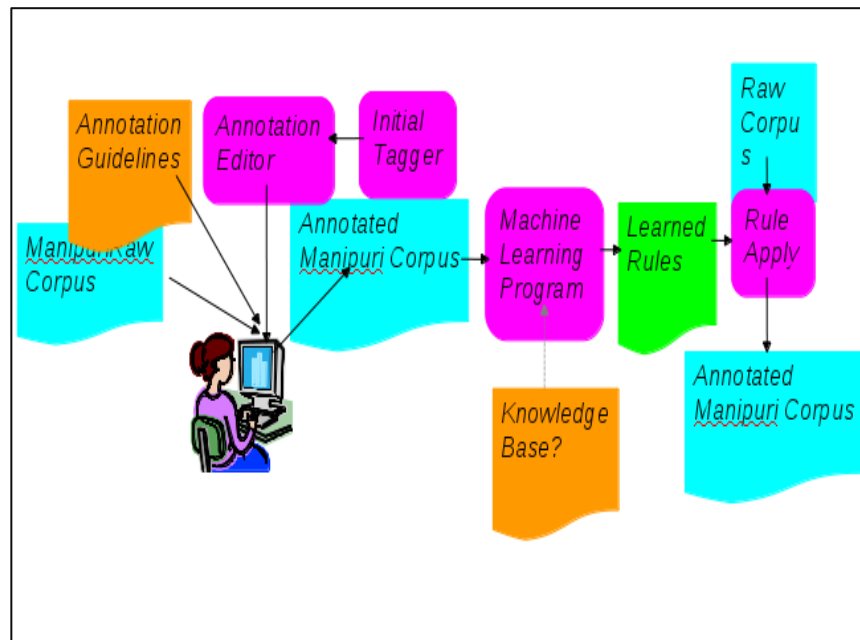 Annotation
Guidelines
Annotation
Editor
Initial
Tagger
Raw
Corpu
s
Manipuri Raw
Corpus
Annotated
Manipuri Corpus
Machine
Learning
Program
Learned
Rules
Rule
Apply
Knowledge
Base?
Annotated
Manipuri Corpus